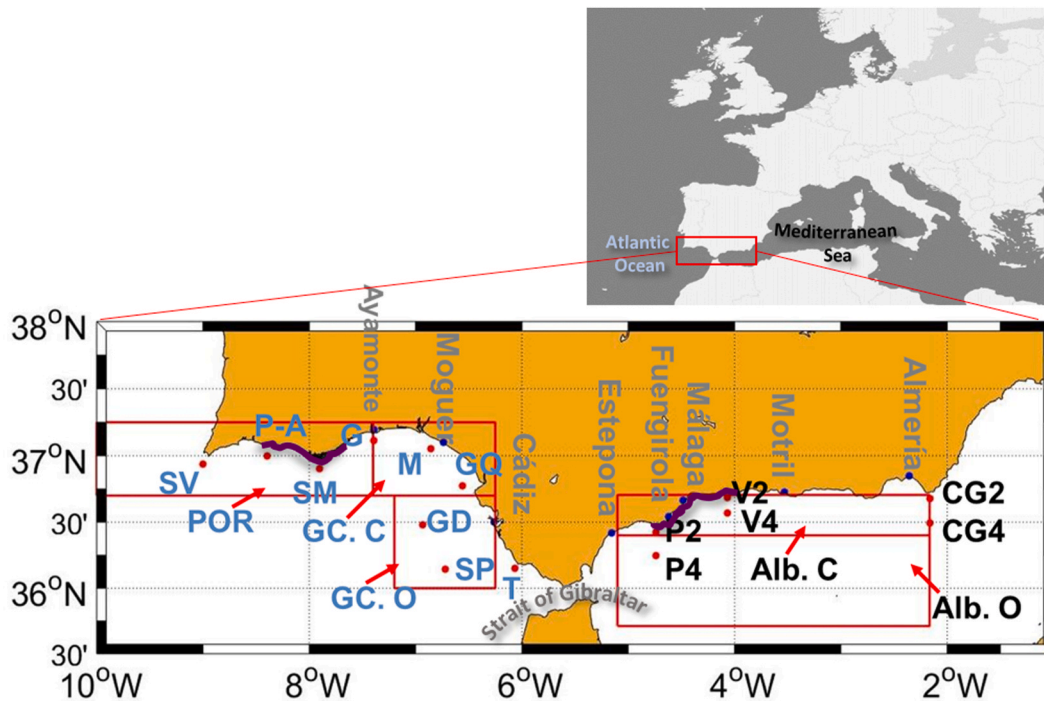 Atlantic
Ocean
Mediterranean
Sea
38°N
30'
37°N
30'
36°N
30'
10°W
8°W
6°W
4°W
2°W
Ayamonte
Moguer
Cádiz
Estepona
Fuengirola
Málaga
Motril
Almería
P-A
G
M
GQ
SV
SM
POR
GC. C
GD
SP
GC. O
T
Strait of Gibraltar
V2
CG2
P2
V4
CG4
P4
Alb. C
Alb. O